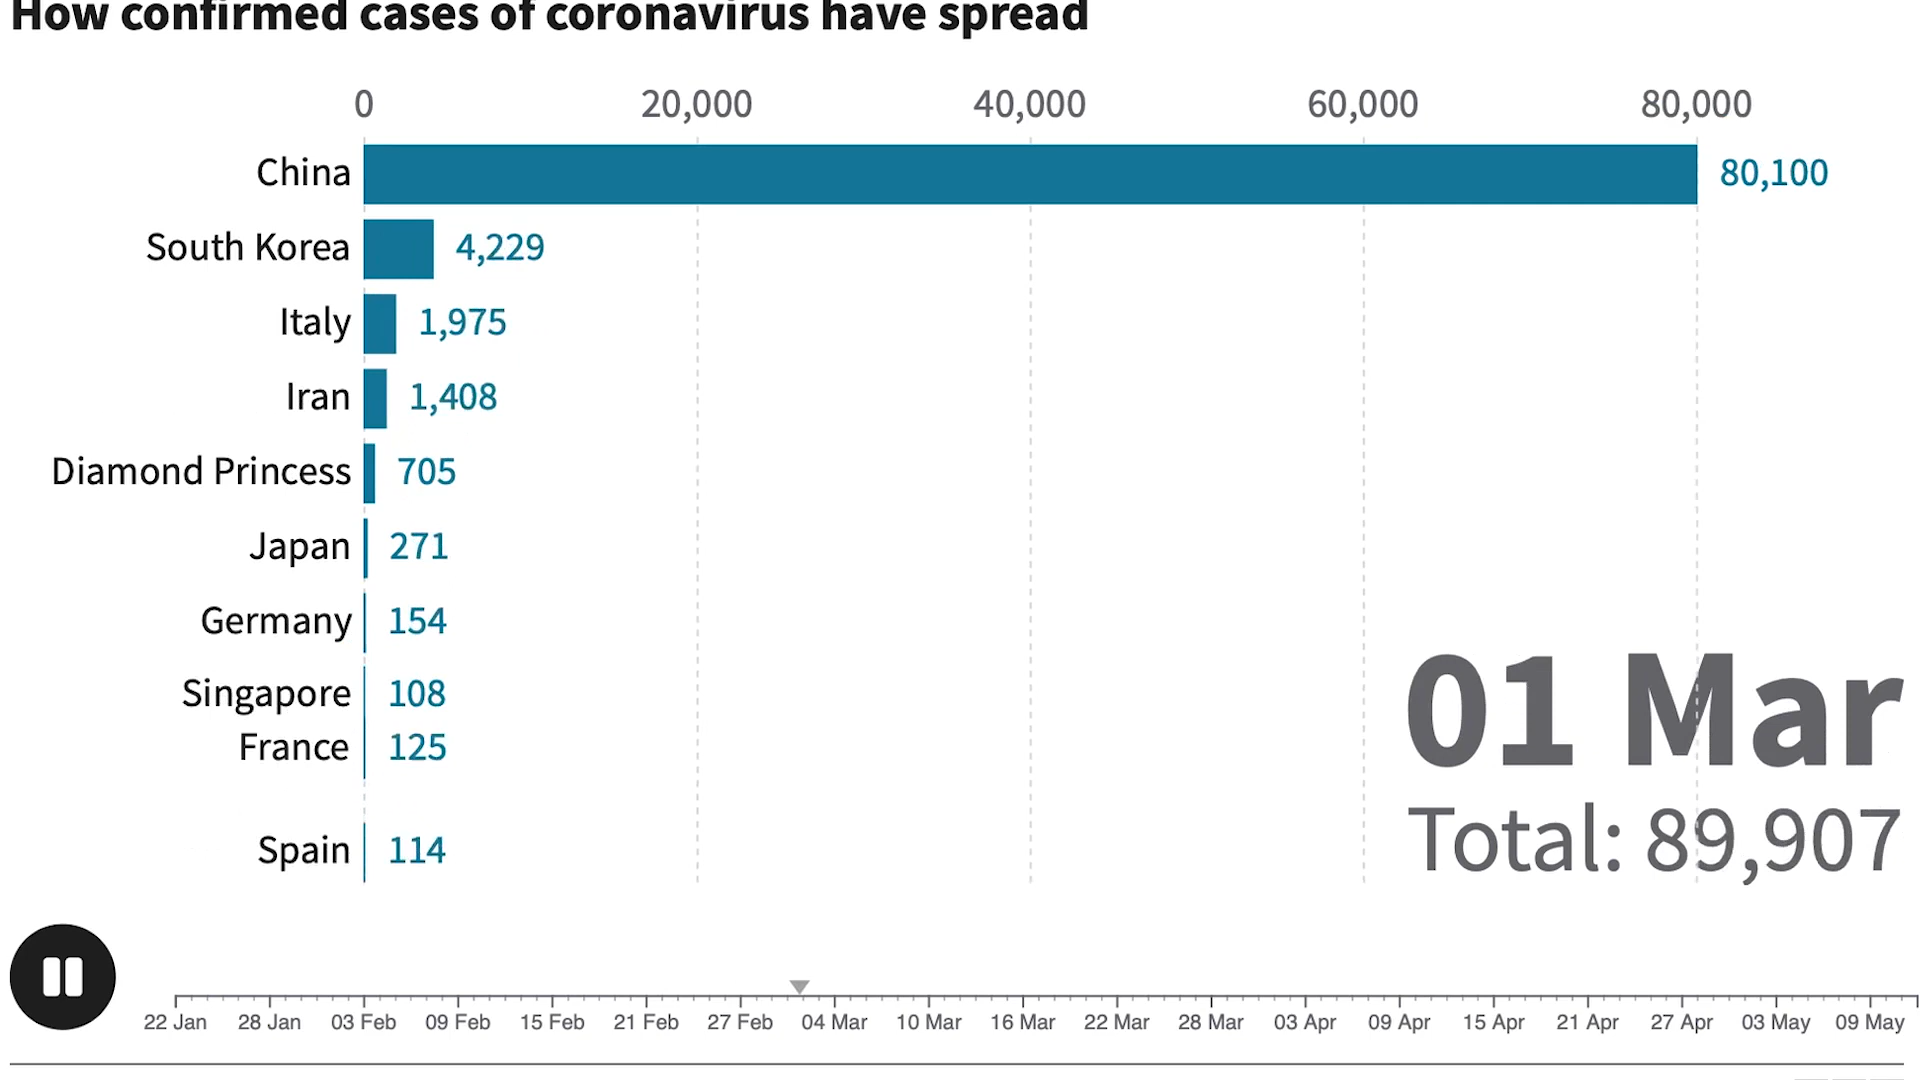 How confirmed cases of coronavirus have spread
0 20,000 40,000 60,000 80,000
China 80,100
South Korea 4,229
Italy 1,975
Iran 1,408
Diamond Princess 705
Japan 271
Germany 154
Singapore 108
France 125
Spain 114
01 Mar
Total: 89,907
22 Jan 28 Jan 03 Feb 09 Feb 15 Feb 21 Feb 27 Feb 04 Mar 10 Mar 16 Mar 22 Mar 28 Mar 03 Apr 09 Apr 15 Apr 21 Apr 27 Apr 03 May 09 May